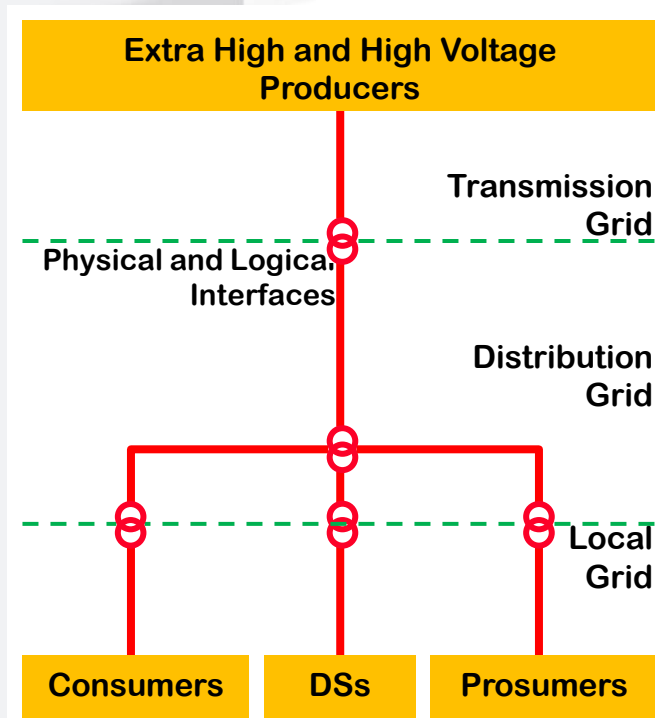 Extra High and High Voltage
Producers
Transmission
Grid
Physical and Logical
Interfaces
Distribution
Grid
Local
Grid
Consumers
DSs
Prosumers